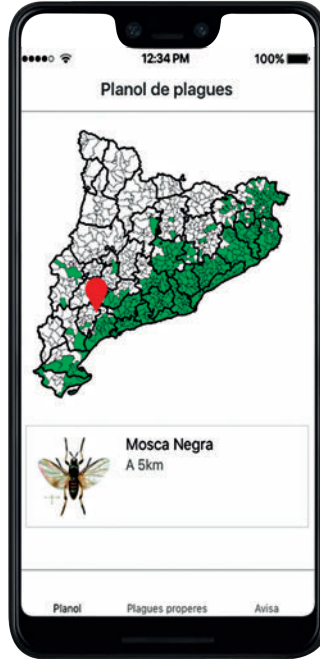 12:34 PM
100%
Planol de plagues
Mosca Negra
A 5km
Planol
Plagues properes
Avisa